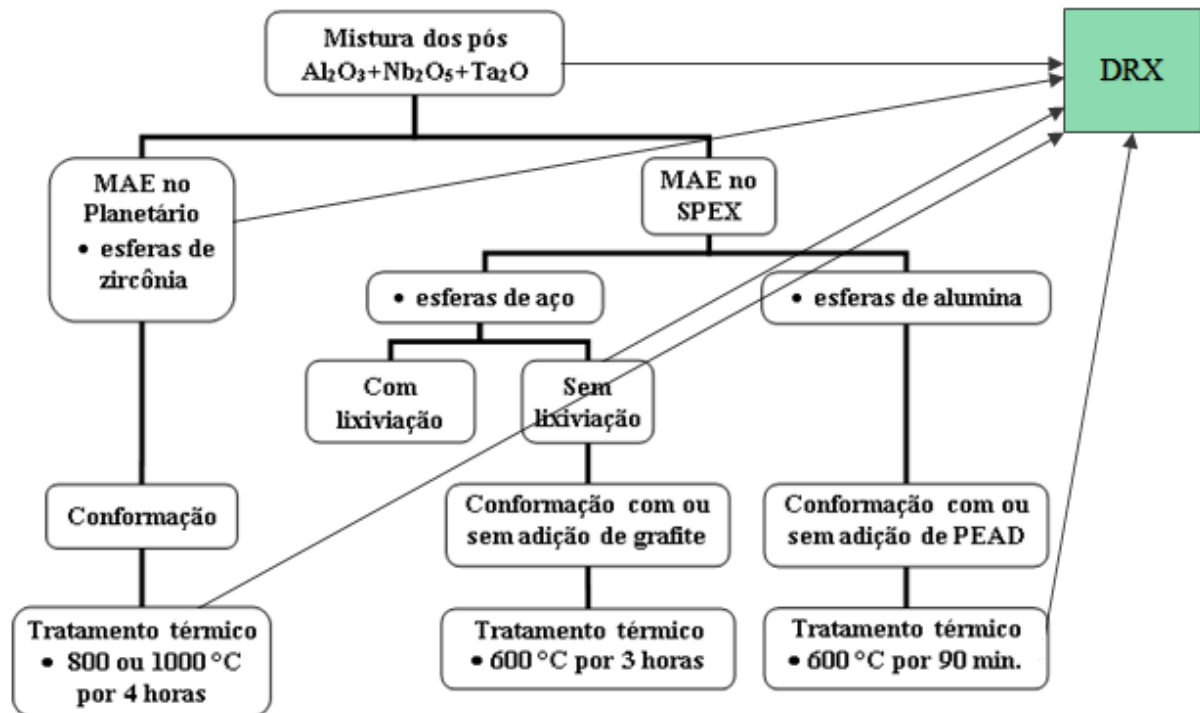 Mistura dos pós
Al₂O₃+Nb₂O₅+Ta₂O
DRX
MAE no
Planetário
• esferas de
zircônia
MAE no
SPEX
• esferas de aço
• esferas de alumina
Com
lixiviação
Sem
lixiviação
Conformação
Conformação com ou
sem adição de grafite
Conformação com ou
sem adição de PEAD
Tratamento térmico
• 800 ou 1000 °C
por 4 horas
Tratamento térmico
• 600 °C por 3 horas
Tratamento térmico
• 600 °C por 90 min.